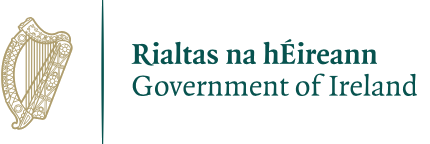 Rialtas na hÉireann
Government of Ireland